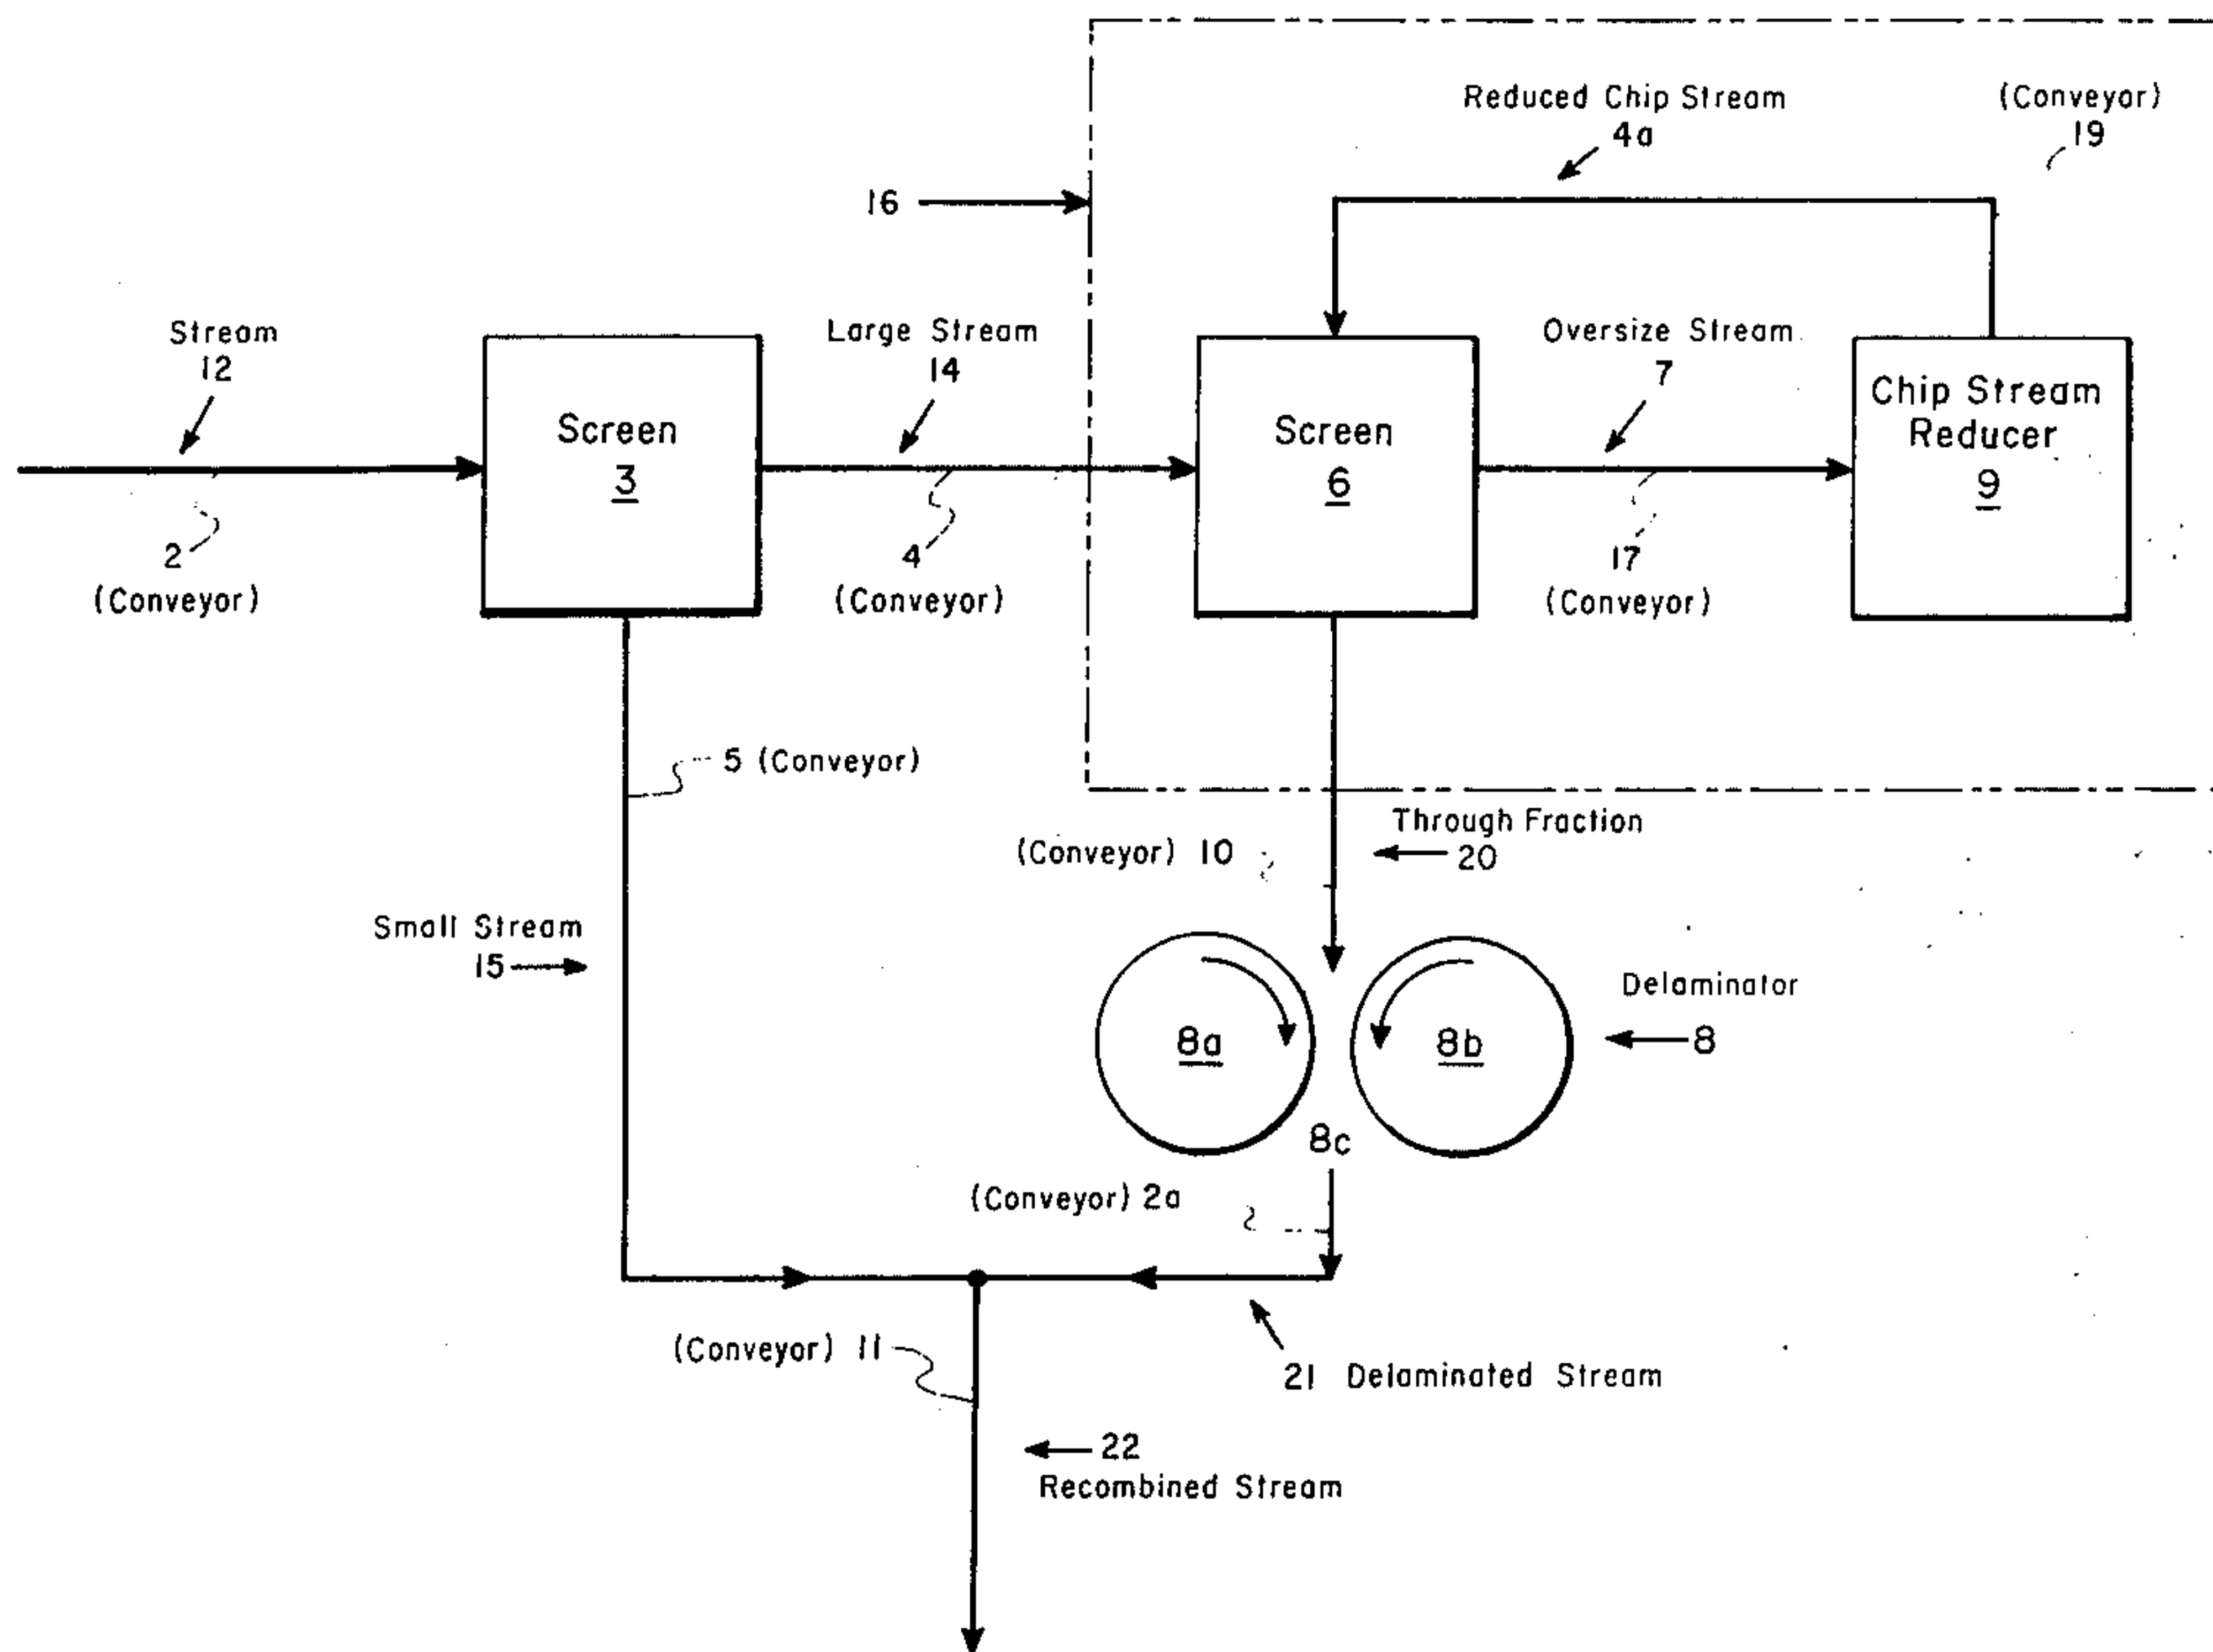 Reduced Chip Stream
4a
(Conveyor)
19
16
Stream
12
Large Stream
14
Oversize Stream
7
Screen
3
Screen
6
Chip Stream
Reducer
9
2
(Conveyor)
4
(Conveyor)
17
(Conveyor)
5 (Conveyor)
Through Fraction
20
(Conveyor) 10
Small Stream
15
Delaminator
8
8a
8b
8c
(Conveyor) 2a
(Conveyor) 11
21 Delaminated Stream
22
Recombined Stream